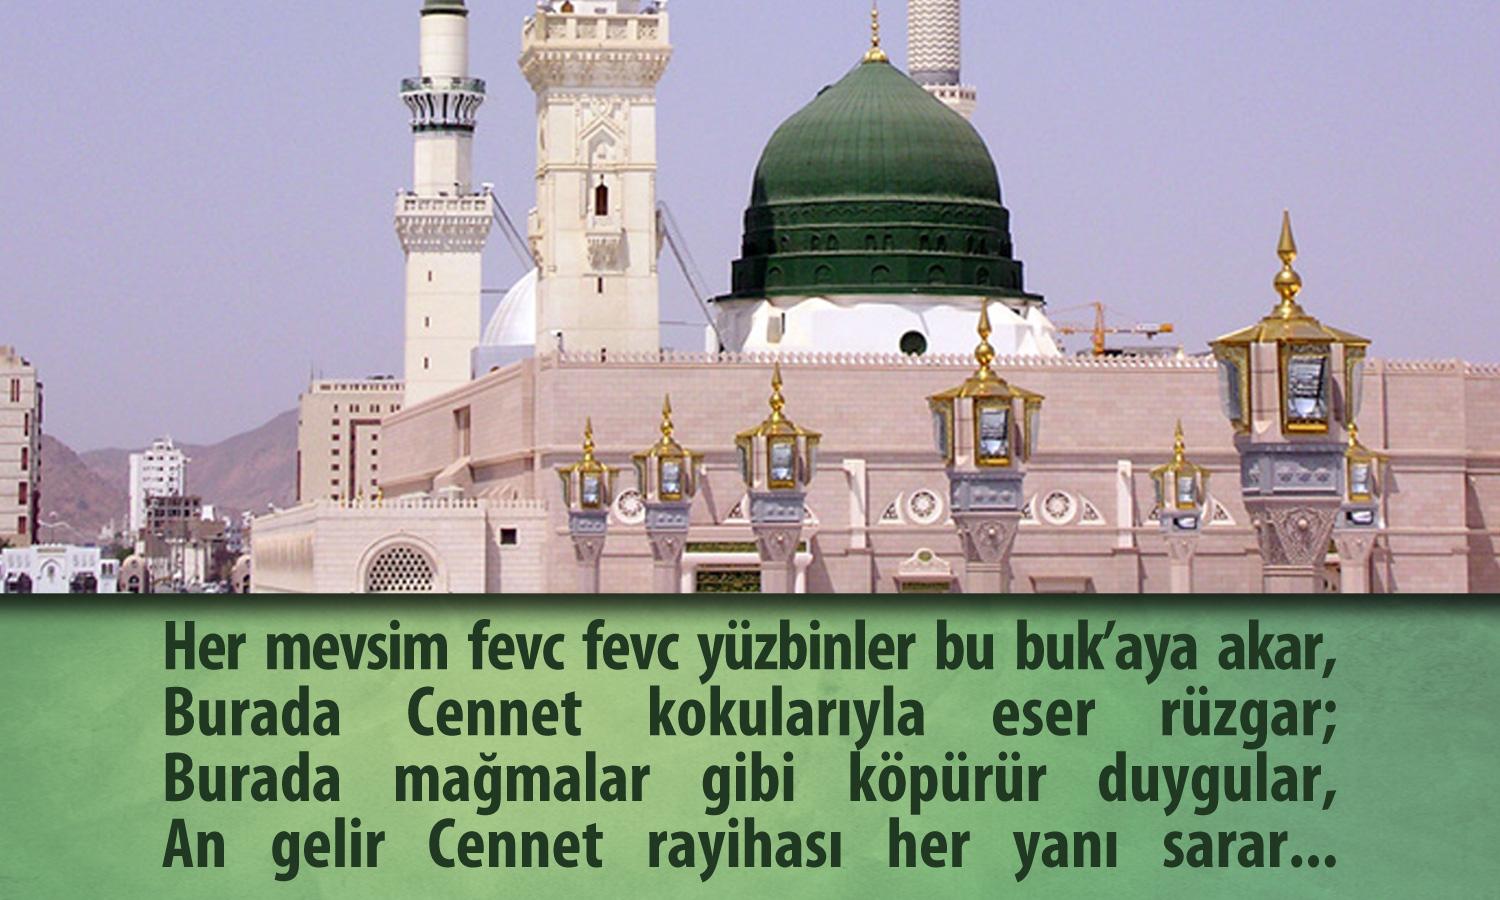 Her mevsim fevc fevc yüzbinler bu buk’aya akar,
Burada Cennet kokularıyla eser rüzgar;
Burada mağmalar gibi köpürür duygular,
An gelir Cennet rayihası her yanı sarar...